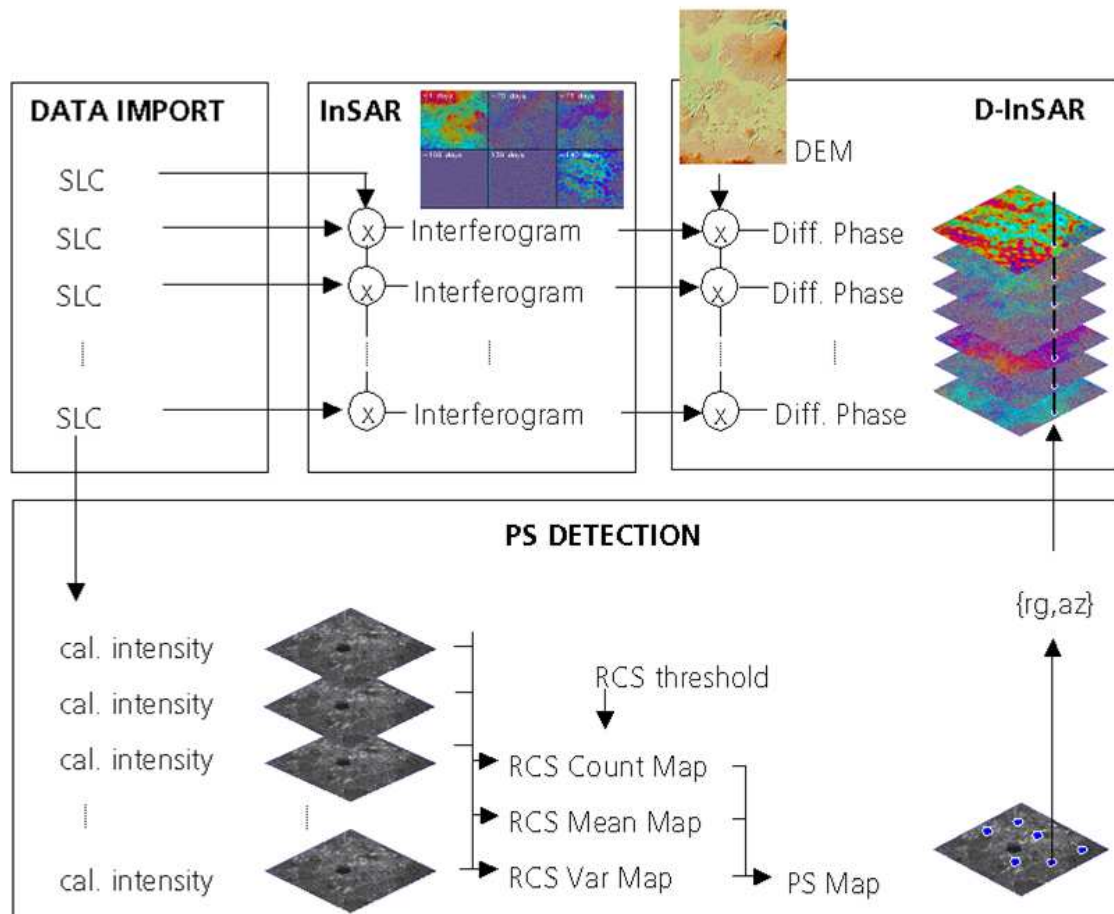 DATA IMPORT
SLC
SLC
SLC
SLC
InSAR
Interferogram
Interferogram
Interferogram
x
x
x
DEM
D-InSAR
x
x
x
Diff. Phase
Diff. Phase
Diff. Phase
PS DETECTION
cal. intensity
cal. intensity
cal. intensity
cal. intensity
RCS threshold
RCS Count Map
RCS Mean Map
RCS Var Map
PS Map
{rg,az}